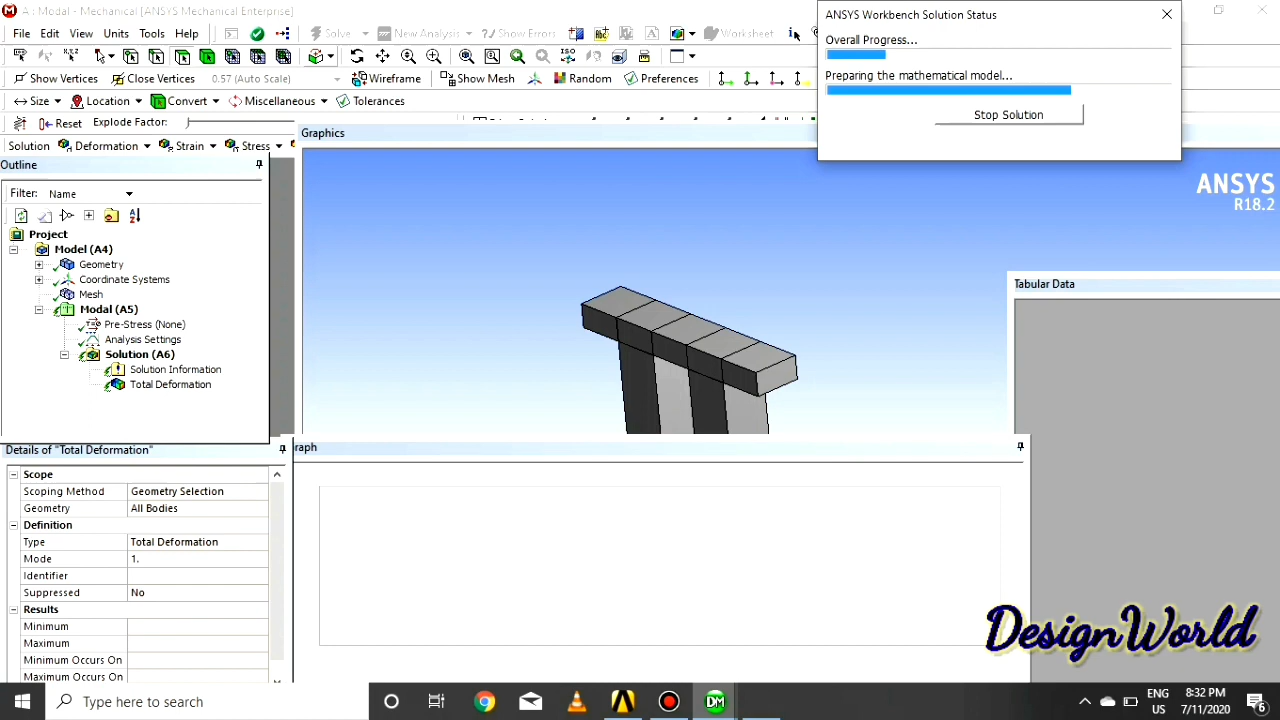 A : Modal - Mechanical [ANSYS Mechanical Enterprise]
File Edit View Units Tools Help Solve New Analysis Show Errors Worksheet
Show Vertices Close Vertices 0.57 (Auto Scale) Wireframe Show Mesh Random Preferences
Size Location Convert Miscellaneous Tolerances
Reset Explode Factor:
Solution Deformation Strain Stress
ANSYS Workbench Solution Status
Overall Progress...
Preparing the mathematical model...
Stop Solution
Outline
Filter: Name
Project
Model (A4)
Geometry
Coordinate Systems
Mesh
Modal (A5)
Pre-Stress (None)
Analysis Settings
Solution (A6)
Solution Information
Total Deformation
Graphics
ANSYS
R18.2
Tabular Data
Details of "Total Deformation"
Scope
Scoping Method Geometry Selection
Geometry All Bodies
Definition
Type Total Deformation
Mode 1.
Identifier
Suppressed No
Results
Minimum
Maximum
Minimum Occurs On
Maximum Occurs On
raph
DesignWorld
Type here to search
DM
ENG
US
8:32 PM
7/11/2020
6